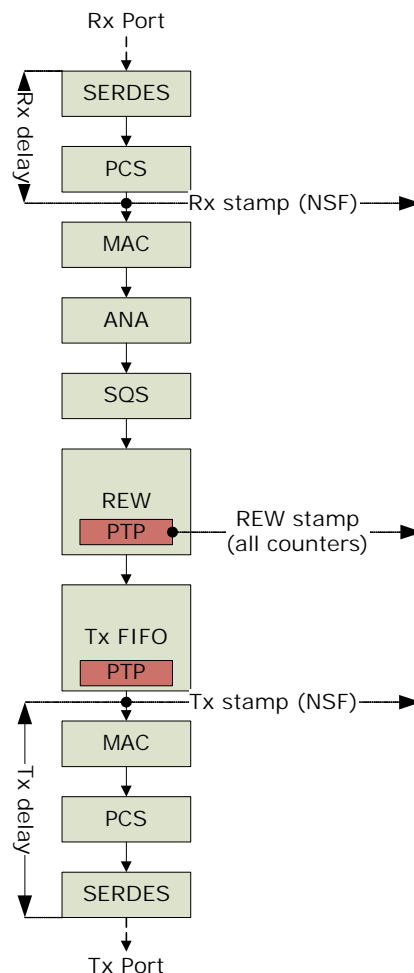 Rx Port
SERDES
Rx delay
PCS
Rx stamp (NSF)
MAC
ANA
SQS
REW
PTP
REW stamp
(all counters)
Tx FIFO
PTP
Tx stamp (NSF)
MAC
Tx delay
PCS
SERDES
Tx Port